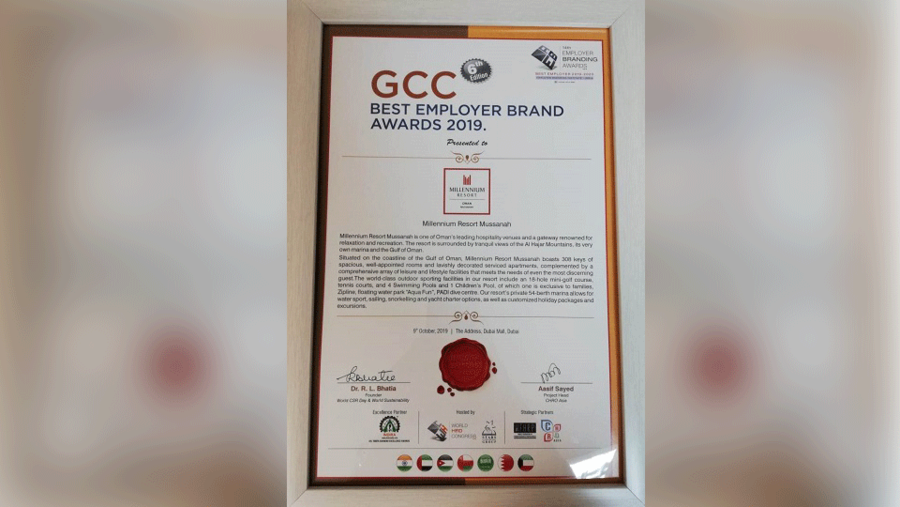 GCC
6th
Edition
BEST EMPLOYER BRAND
AWARDS 2019.
EMPLOYER
BRANDING
AWARDS
Presented to
MILLENNIUM
RESORT
Millennium Resort Mussanah
Millennium Resort Mussanah is one of Oman's leading hospitality venues and a gateway renowned for
relaxation and recreation. The resort is surrounded by tranquil views of the Al Hajar Mountains, its very
own marina and the Gulf of Oman.
Situated on the coastline of the Gulf of Oman, Millennium Resort Mussanah boasts 308 keys of
spacious, well-appointed rooms and lavishly decorated serviced apartments, complemented by a
comprehensive array of leisure and lifestyle facilities that meets the needs of even the most discerning
guest.The world-class outdoor sporting facilities in our resort include an 18-hole mini-golf course,
tennis courts, and 4 Swimming Pools and 1 Children's Pool, of which one is exclusive to families,
Zipline, floating water park "Aqua Fun", PADI dive centre. Our resort's private 54-berth marina allows for
water sport, sailing, snorkelling and yacht charter options, as well as customized holiday packages and
excursions.
9th October, 2019 | The Address, Dubai Mall, Dubai
Dr. R. L. Bhatia
Founder
World CSR Day & World Sustainability
Aasif Sayed
Project Head
CHRO Asia
Excellence Partner
Hosted by
Strategic Partners
WORLD
HRD
CONGRESS